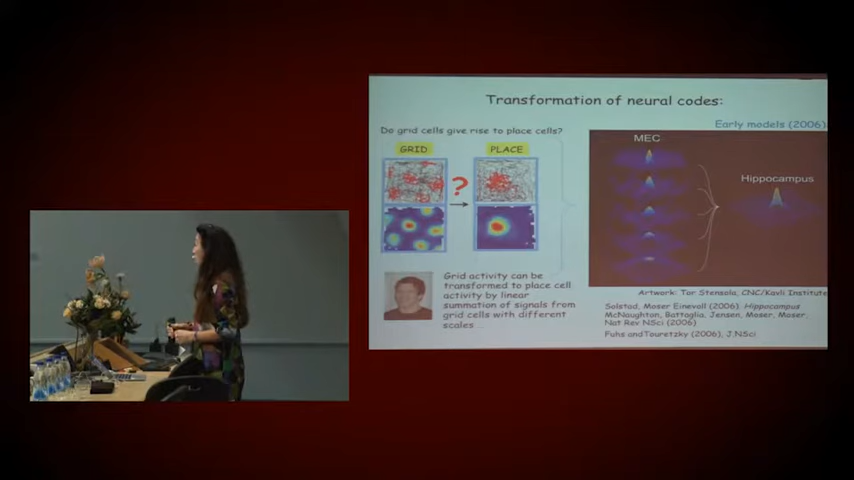 Transformation of neural codes:
Do grid cells give rise to place cells?
Early models (2006)
GRID
PLACE
?
MEC
Hippocampus
Grid activity can be
transformed to place cell
activity by linear
summation of signals from
grid cells with different
scales
Artwork: Tor Stensola, CNC/Kavli Institute
Solstad, Moser Einevoll (2006) Hippocampus
McNaughton, Battaglia, Jensen, Moser, Moser,
Nat Rev NSci (2006)
Fuhs andTouretzky (2006), J.NSci